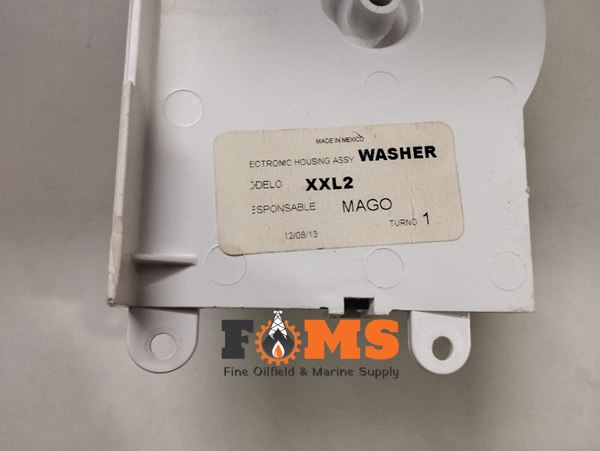 MADE IN MEXICO
ECTRONIC HOUSING ASSY WASHER
ODELO XXL2
ESPONSABLE MAGO
TURNO 1
12/08/13
FOMS
Fine Oilfield & Marine Supply